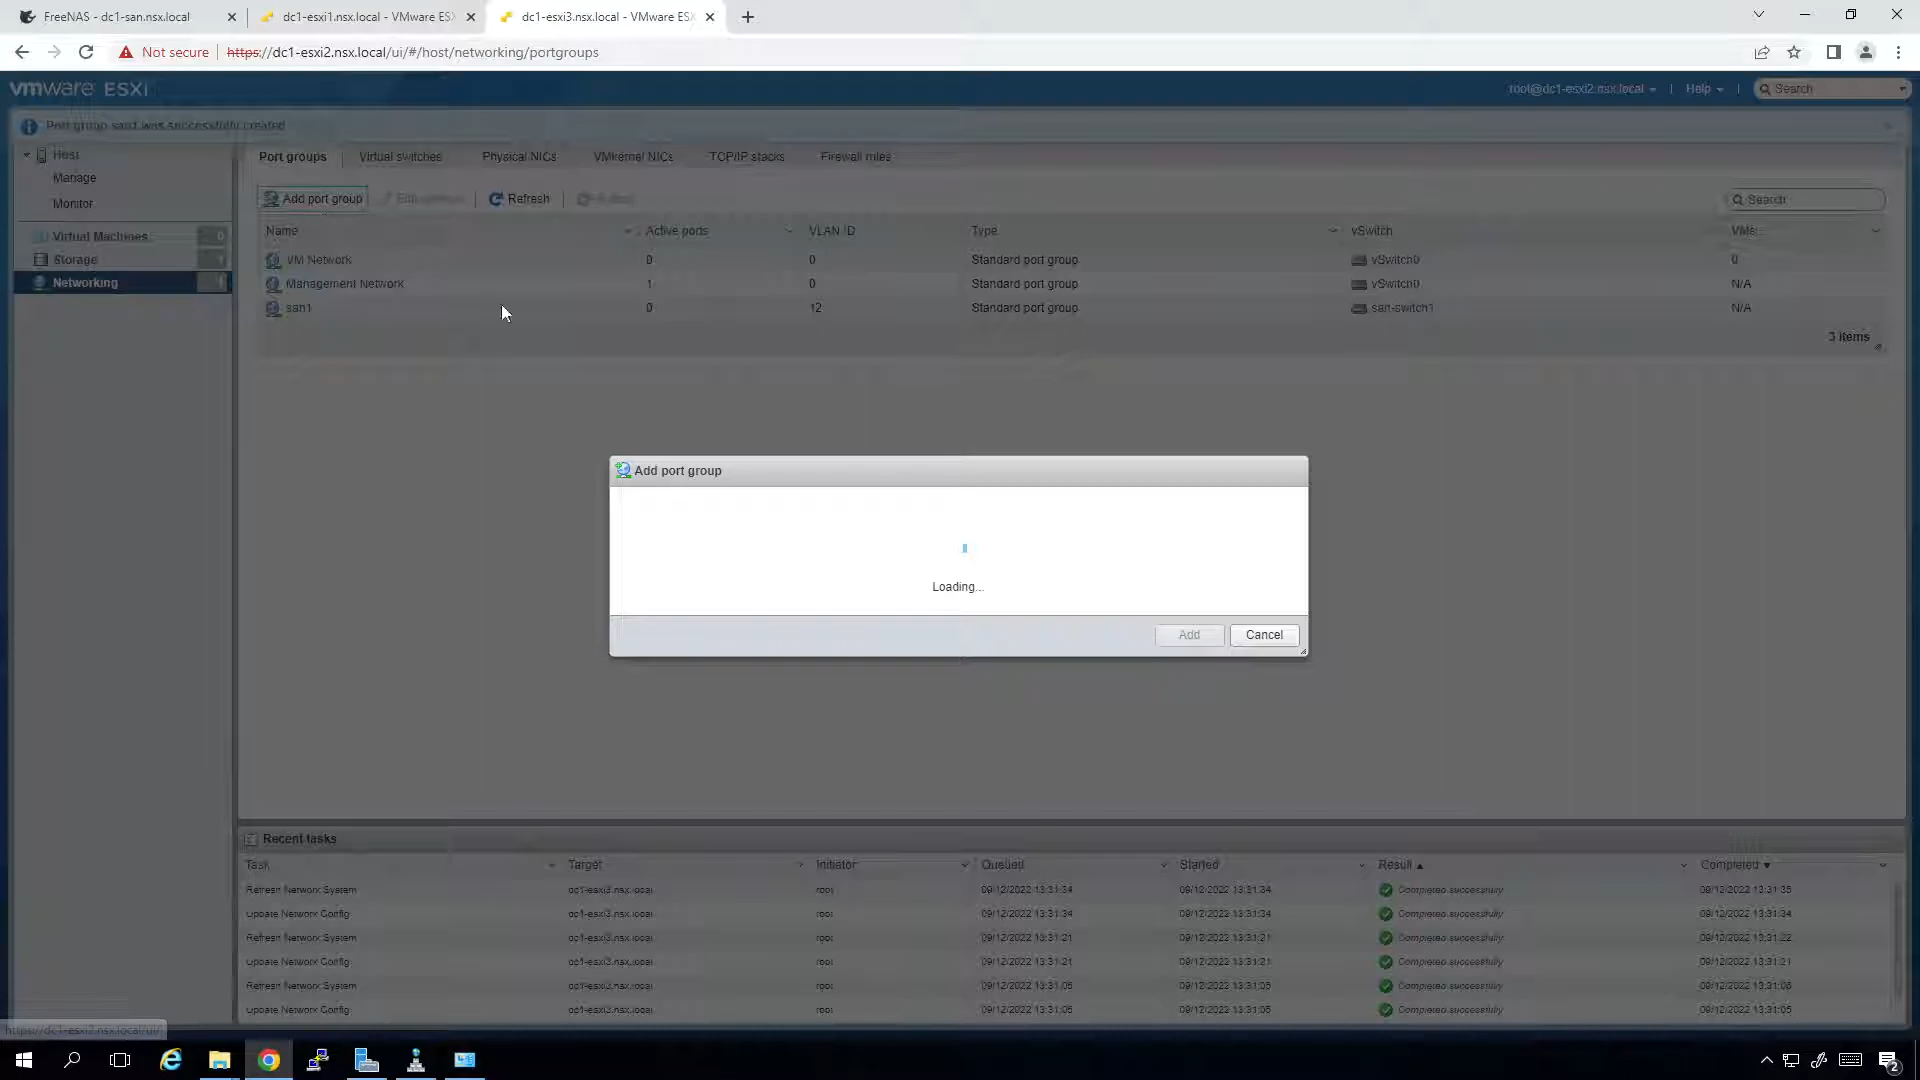 FreeNAS - dc1-san.nsx.local
dc1-esxi1.nsx.local - VMware ESX
dc1-esxi3.nsx.local - VMware ESX
Not secure
https://dc1-esxi2.nsx.local/ui/#/host/networking/portgroups
vmware ESXi
root@dc1-esxi2.nsx.local
Help
Search
Port group san1 was successfully created
Host
Manage
Monitor
Virtual Machines 0
Storage 1
Networking 1
Port groups
Virtual switches
Physical NICs
VMkernel NICs
TCP/IP stacks
Firewall rules
Add port group
Edit settings
Refresh
Actions
Search
Name Active ports VLAN ID Type vSwitch VMs
VM Network 0 0 Standard port group vSwitch0 0
Management Network 1 0 Standard port group vSwitch0 N/A
san1 0 12 Standard port group san-switch1 N/A
3 items
Add port group
Loading...
Add
Cancel
Recent tasks
Task Target Initiator Queued Started Result Completed
Refresh Network System dc1-esxi3.nsx.local root 09/12/2022 13:31:34 09/12/2022 13:31:34 Completed successfully 09/12/2022 13:31:35
Update Network Config dc1-esxi3.nsx.local root 09/12/2022 13:31:34 09/12/2022 13:31:34 Completed successfully 09/12/2022 13:31:34
Refresh Network System dc1-esxi3.nsx.local root 09/12/2022 13:31:21 09/12/2022 13:31:21 Completed successfully 09/12/2022 13:31:22
Update Network Config dc1-esxi3.nsx.local root 09/12/2022 13:31:21 09/12/2022 13:31:21 Completed successfully 09/12/2022 13:31:21
Refresh Network System dc1-esxi3.nsx.local root 09/12/2022 13:31:05 09/12/2022 13:31:05 Completed successfully 09/12/2022 13:31:06
Update Network Config dc1-esxi3.nsx.local root 09/12/2022 13:31:05 09/12/2022 13:31:05 Completed successfully 09/12/2022 13:31:05
https://dc1-esxi2.nsx.local/ui/
2